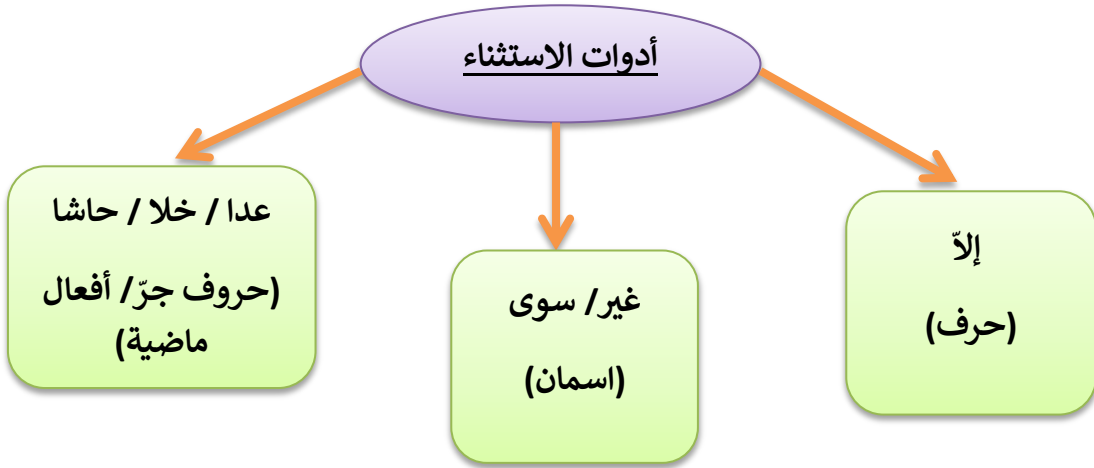 أدوات الاستثناء
إلاّ
(حرف)
غير/ سوى
(اسمان)
عدا / خلا / حاشا
(حروف جرّ/ أفعال
ماضية)